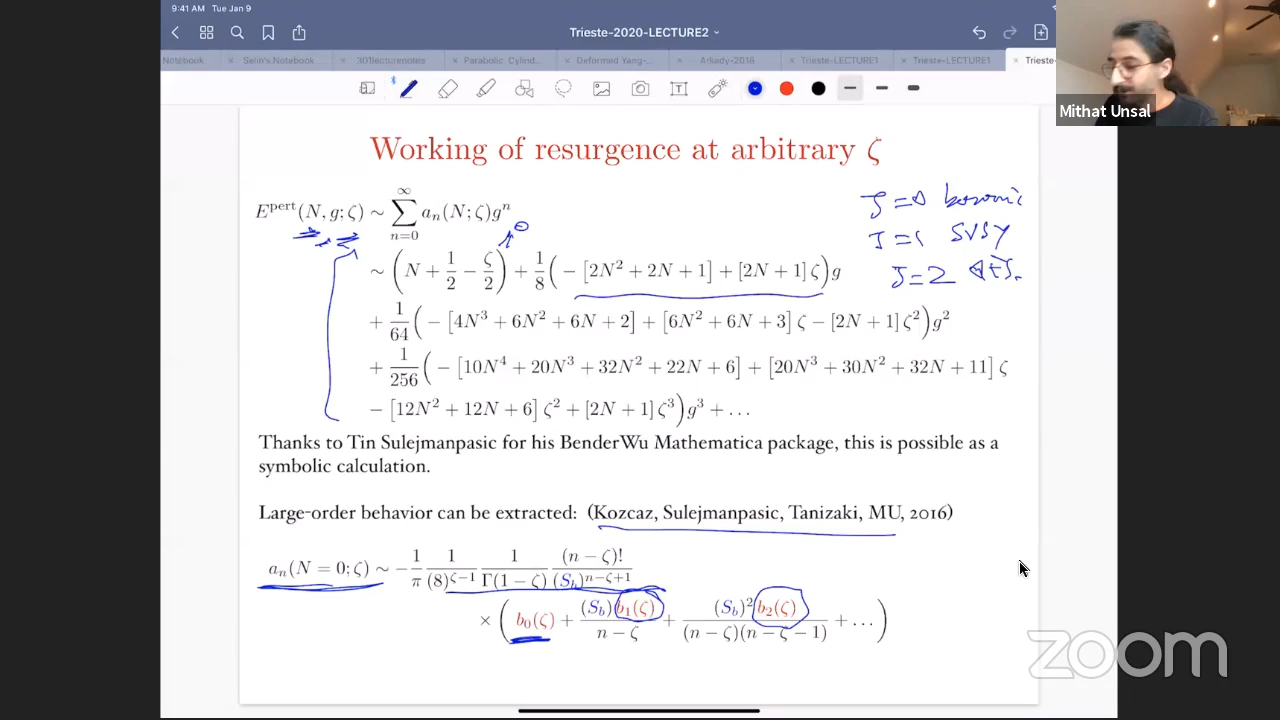 9:41 AM Tue Jan 9
Trieste-2020-LECTURE2
Notebook
Selin's Notebook
301lecturenotes
Parabolic Cylind...
Deformed Yang-...
Arkady-2016
Trieste-LECTURE1
Trieste-LECTURE1
Trieste-
Mithat Unsal
Working of resurgence at arbitrary ζ
E^pert(N, g; ζ) ∼ ∑_{n=0}^{∞} a_n(N; ζ)g^n
∼ (N + 1/2 − ζ/2) + 1/8 (− [2N^2 + 2N + 1] + [2N + 1] ζ)g
+ 1/64 (− [4N^3 + 6N^2 + 6N + 2] + [6N^2 + 6N + 3] ζ − [2N + 1] ζ^2)g^2
+ 1/256 (− [10N^4 + 20N^3 + 32N^2 + 22N + 6] + [20N^3 + 30N^2 + 32N + 11] ζ
− [12N^2 + 12N + 6] ζ^2 + [2N + 1] ζ^3)g^3 + ...
ζ=0 bosonic
ζ=1 SUSY
ζ=2
Thanks to Tin Sulejmanpasic for his BenderWu Mathematica package, this is possible as a
symbolic calculation.
Large-order behavior can be extracted: (Kozcaz, Sulejmanpasic, Tanizaki, MU, 2016)
a_n(N = 0; ζ) ∼ − 1/π 1/(8)^{ζ−1} 1/Γ(1 − ζ) (n − ζ)!/(S_b)^{n−ζ+1}
× (b_0(ζ) + (S_b)b_1(ζ)/(n − ζ) + (S_b)^2 b_2(ζ)/((n − ζ)(n − ζ − 1)) + ...)
zoom